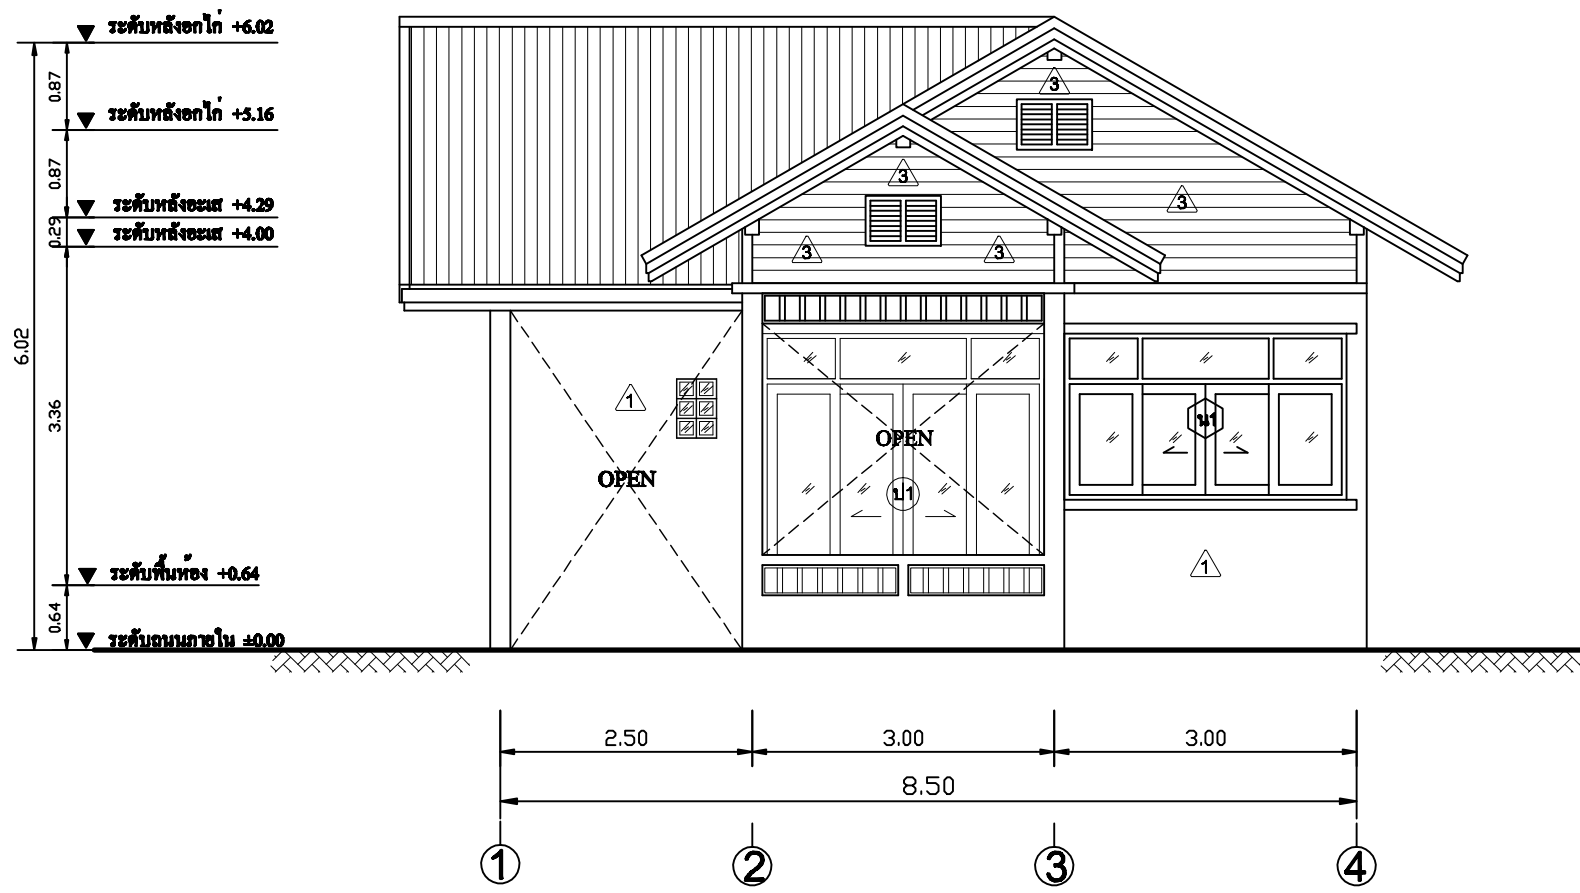 ระดับหลังอกไก่ +6.02
0.87
ระดับหลังอกไก่ +5.16
0.87
ระดับหลังอะเส +4.29
0.29
ระดับหลังอะเส +4.00
6.02
3.36
ระดับพื้นห้อง +0.64
0.64
ระดับถนนภายใน ±0.00
3
3
3
3
3
1
OPEN
OPEN
ป1
น1
1
2.50 3.00 3.00
8.50
1 2 3 4